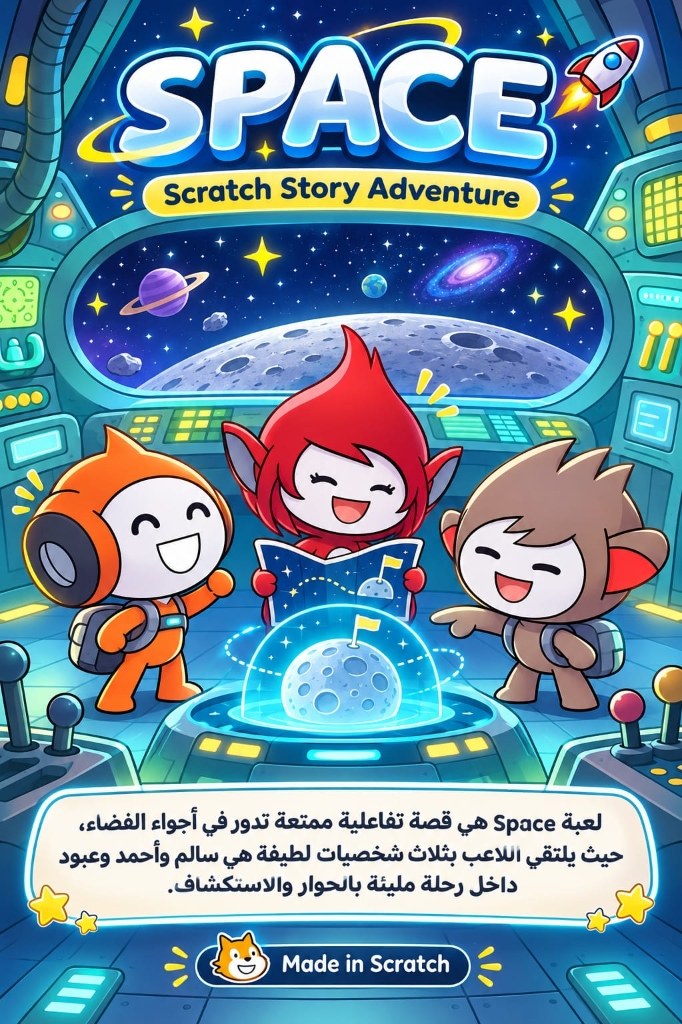 SPACE
Scratch Story Adventure
لعبة Space هي قصة تفاعلية ممتعة تدور في أجواء الفضاء،
حيث يلتقي اللاعب بثلاث شخصيات لطيفة هي سالم وأحمد وعبود
داخل رحلة مليئة بالحوار والاستكشاف.
Made in Scratch